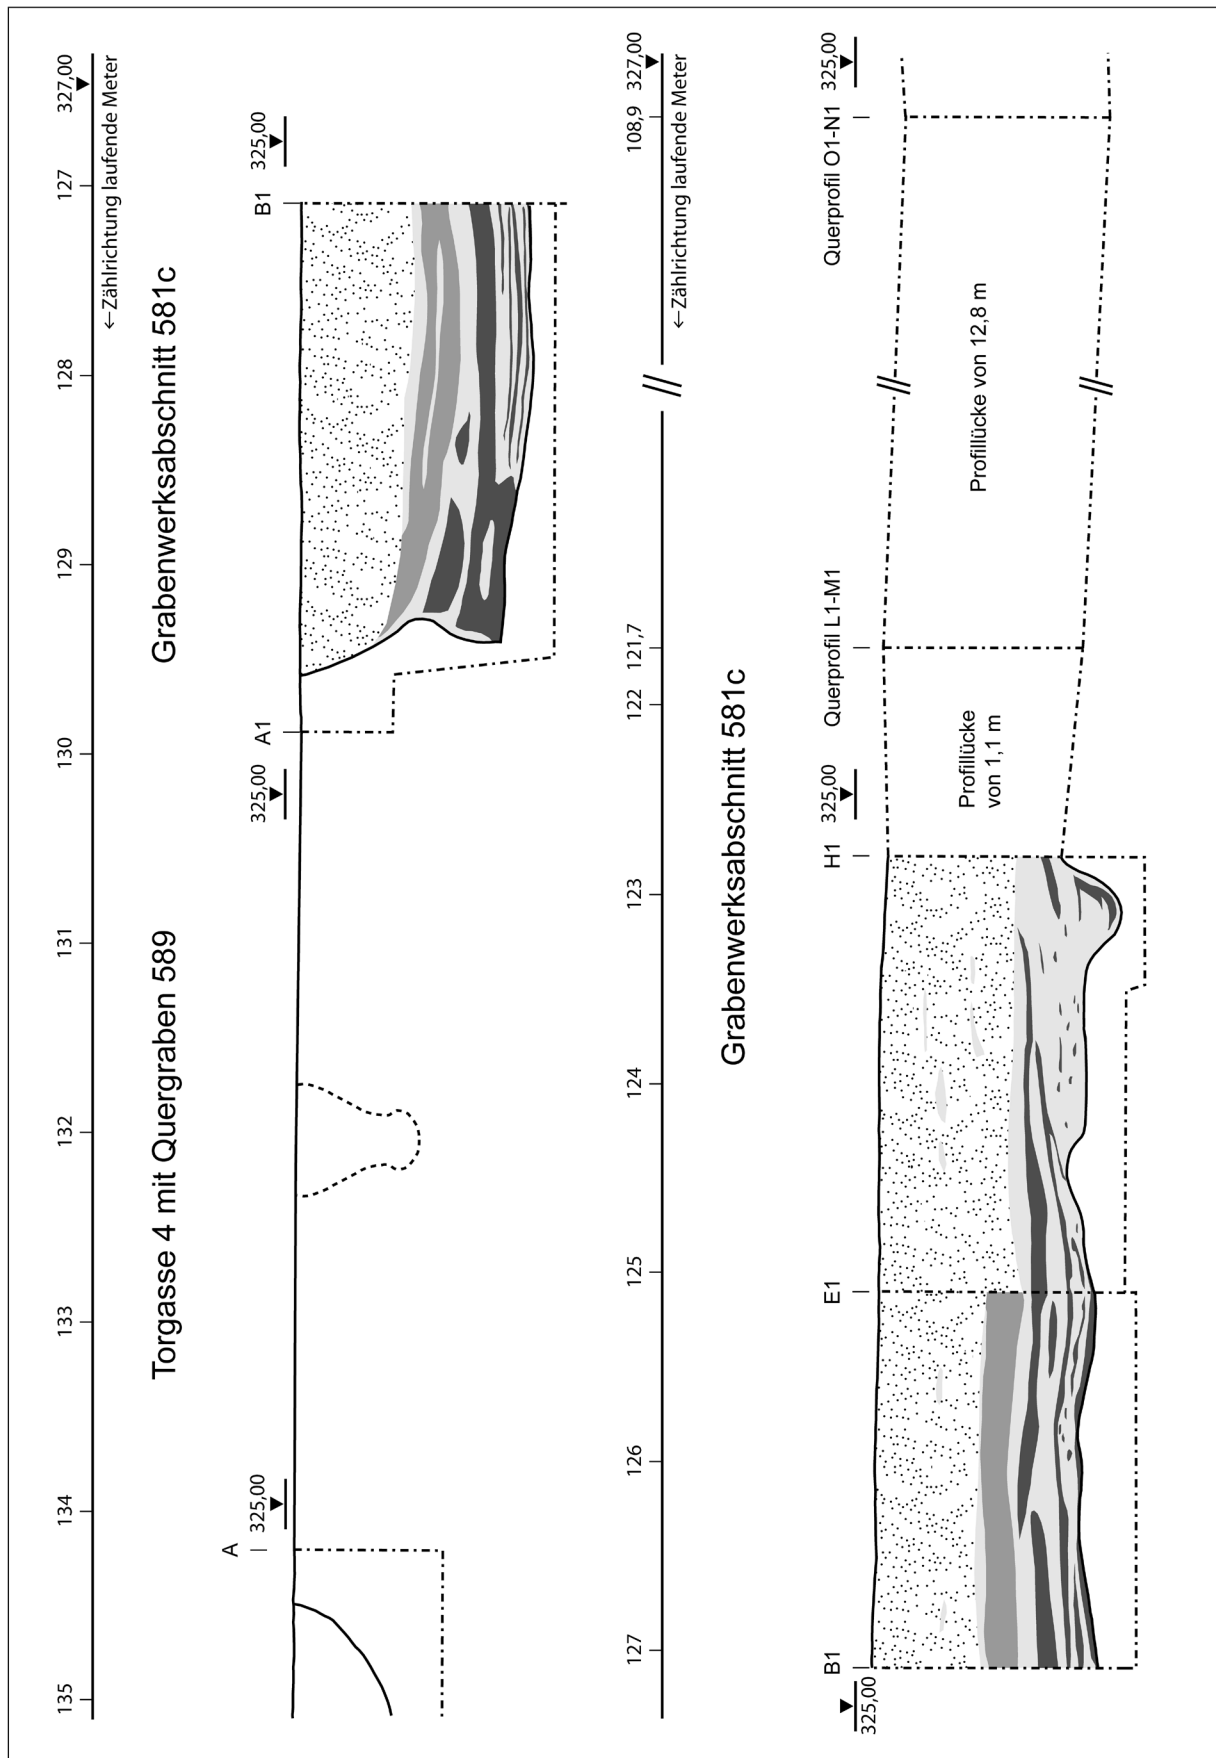 135 134 133 132 131 130 129 128 127 327,00
←Zählrichtung laufende Meter
Torgasse 4 mit Quergraben 589
Grabenwerksabschnitt 581c
A
325,00
325,00
A1
B1
325,00
127 126 125 124 123 122 121,7 108,9 327,00
←Zählrichtung laufende Meter
Grabenwerksabschnitt 581c
325,00
B1
E1
H1
325,00
Querprofil L1-M1
Querprofil O1-N1
325,00
Profillücke
von 1,1 m
Profillücke von 12,8 m